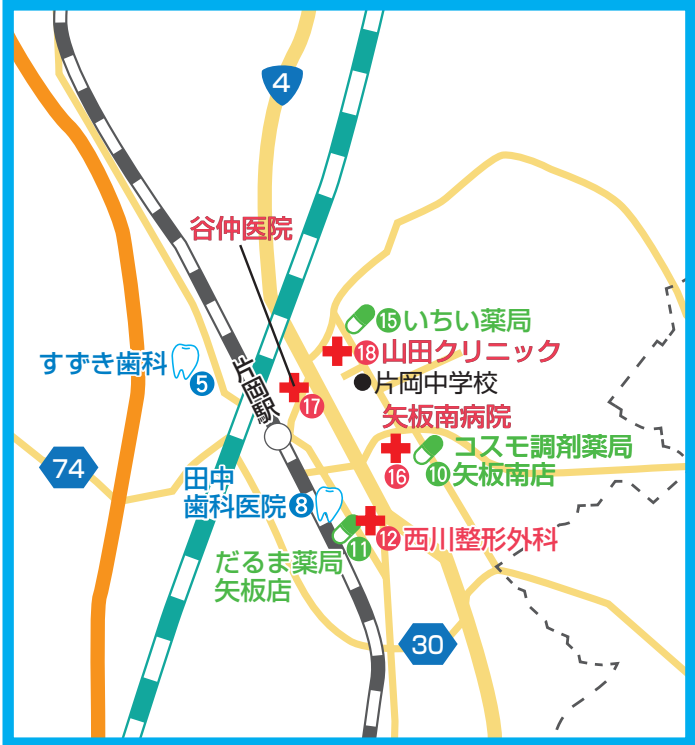 4
谷仲医院
⑮いちい薬局
⑱山田クリニック
すずき歯科
⑤
片岡駅
●片岡中学校
⑰
矢板南病院
コスモ調剤薬局
⑯
⑩矢板南店
74
田中
歯科医院⑧
⑫西川整形外科
⑪
だるま薬局
矢板店
30